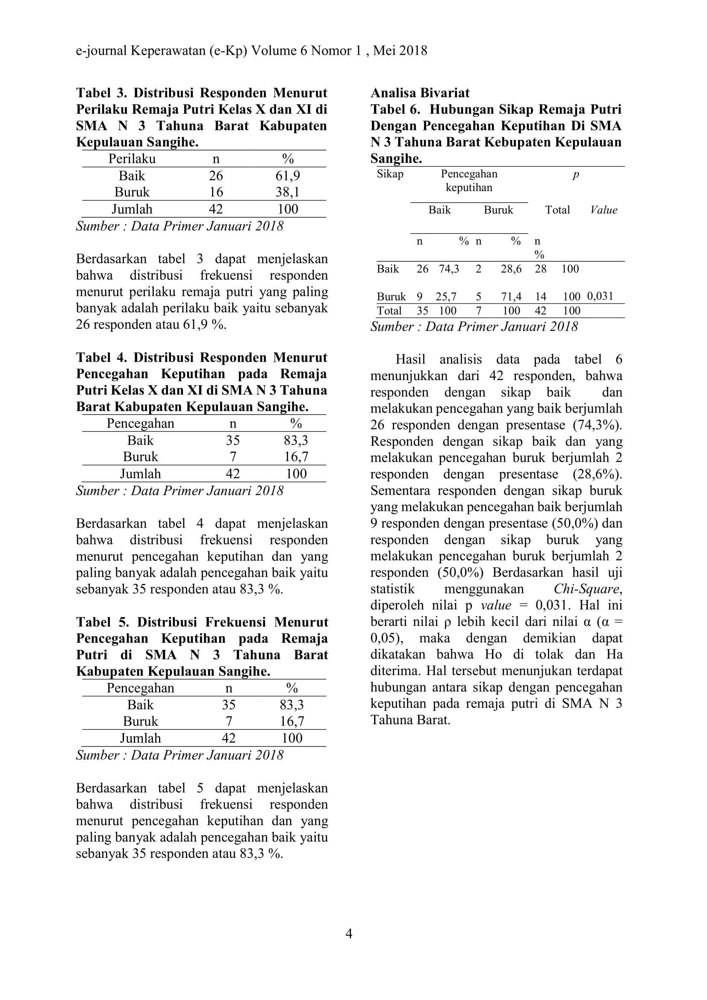 e-journal Keperawatan (e-Kp) Volume 6 Nomor 1 , Mei 2018
Tabel 3. Distribusi Responden Menurut
Perilaku Remaja Putri Kelas X dan XI di
SMA N 3 Tahuna Barat Kabupaten
Kepulauan Sangihe.
Perilaku n %
Baik 26 61,9
Buruk 16 38,1
Jumlah 42 100
Sumber : Data Primer Januari 2018
Berdasarkan tabel 3 dapat menjelaskan
bahwa distribusi frekuensi responden
menurut perilaku remaja putri yang paling
banyak adalah perilaku baik yaitu sebanyak
26 responden atau 61,9 %.
Tabel 4. Distribusi Responden Menurut
Pencegahan Keputihan pada Remaja
Putri Kelas X dan XI di SMA N 3 Tahuna
Barat Kabupaten Kepulauan Sangihe.
Pencegahan n %
Baik 35 83,3
Buruk 7 16,7
Jumlah 42 100
Sumber : Data Primer Januari 2018
Berdasarkan tabel 4 dapat menjelaskan
bahwa distribusi frekuensi responden
menurut pencegahan keputihan dan yang
paling banyak adalah pencegahan baik yaitu
sebanyak 35 responden atau 83,3 %.
Tabel 5. Distribusi Frekuensi Menurut
Pencegahan Keputihan pada Remaja
Putri di SMA N 3 Tahuna Barat
Kabupaten Kepulauan Sangihe.
Pencegahan n %
Baik 35 83,3
Buruk 7 16,7
Jumlah 42 100
Sumber : Data Primer Januari 2018
Berdasarkan tabel 5 dapat menjelaskan
bahwa distribusi frekuensi responden
menurut pencegahan keputihan dan yang
paling banyak adalah pencegahan baik yaitu
sebanyak 35 responden atau 83,3 %.
Analisa Bivariat
Tabel 6. Hubungan Sikap Remaja Putri
Dengan Pencegahan Keputihan Di SMA
N 3 Tahuna Barat Kebupaten Kepulauan
Sangihe.
Sikap Pencegahan p
keputihan
Baik Buruk Total Value
n % n % n
%
Baik 26 74,3 2 28,6 28 100
Buruk 9 25,7 5 71,4 14 100 0,031
Total 35 100 7 100 42 100
Sumber : Data Primer Januari 2018
Hasil analisis data pada tabel 6
menunjukkan dari 42 responden, bahwa
responden dengan sikap baik dan
melakukan pencegahan yang baik berjumlah
26 responden dengan presentase (74,3%).
Responden dengan sikap baik dan yang
melakukan pencegahan buruk berjumlah 2
responden dengan presentase (28,6%).
Sementara responden dengan sikap buruk
yang melakukan pencegahan baik berjumlah
9 responden dengan presentase (50,0%) dan
responden dengan sikap buruk yang
melakukan pencegahan buruk berjumlah 2
responden (50,0%) Berdasarkan hasil uji
statistik menggunakan Chi-Square,
diperoleh nilai p value = 0,031. Hal ini
berarti nilai ρ lebih kecil dari nilai α (α =
0,05), maka dengan demikian dapat
dikatakan bahwa Ho di tolak dan Ha
diterima. Hal tersebut menunjukan terdapat
hubungan antara sikap dengan pencegahan
keputihan pada remaja putri di SMA N 3
Tahuna Barat.
4